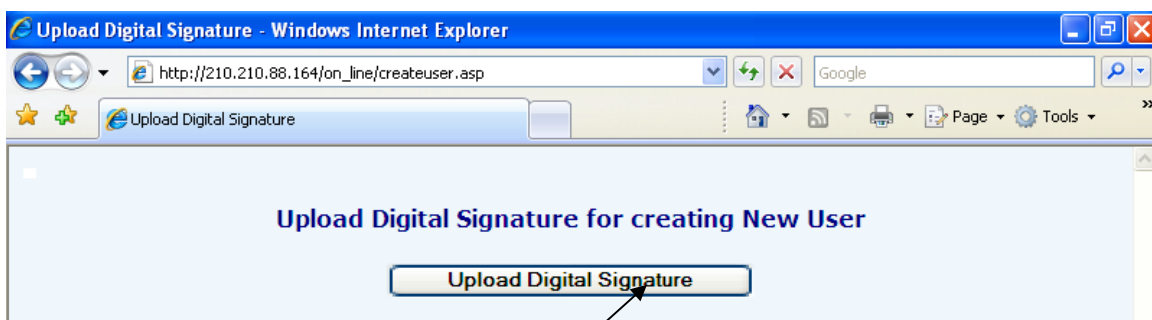 Upload Digital Signature - Windows Internet Explorer
http://210.210.88.164/on_line/createuser.asp
Google
Upload Digital Signature
Page
Tools
»
Upload Digital Signature for creating New User
Upload Digital Signature